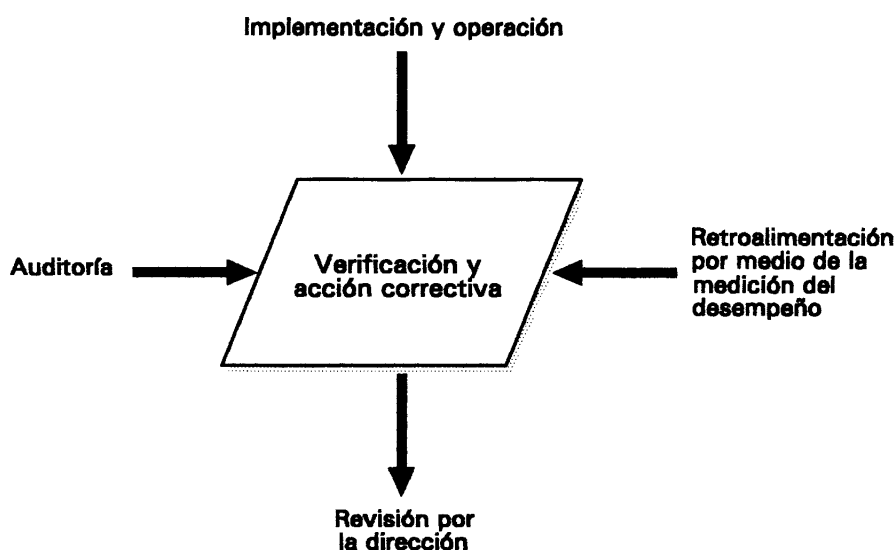 Implementación y operación
Auditoría
Verificación y
acción correctiva
Retroalimentación
por medio de la
medición del
desempeño
Revisión por
la dirección